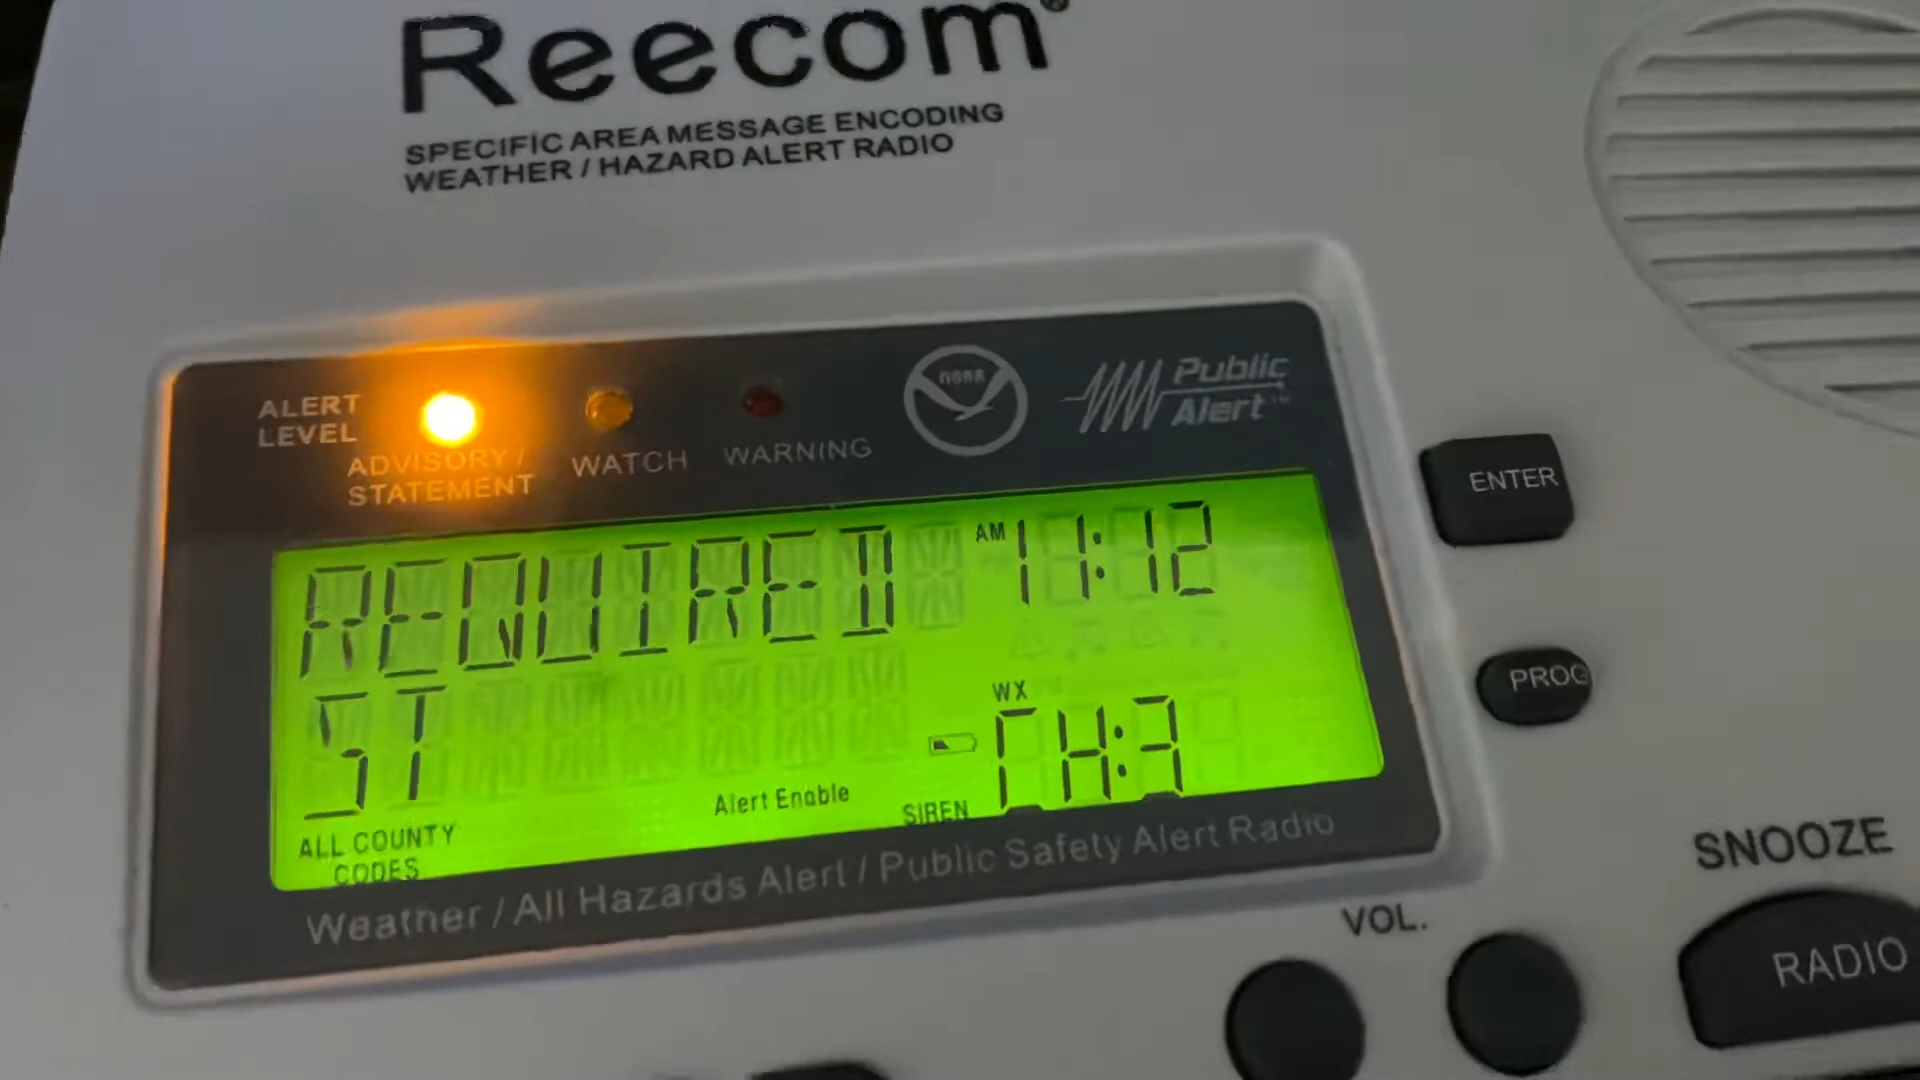 Reecom®
SPECIFIC AREA MESSAGE ENCODING
WEATHER / HAZARD ALERT RADIO
ALERT LEVEL
ADVISORY / STATEMENT
WATCH
WARNING
NOAA
Public Alert™
REQUIRED
AM 11:12
ST
WX
CH:3
ALL COUNTY CODES
Alert Enable
SIREN
Weather / All Hazards Alert / Public Safety Alert Radio
ENTER
PROG
SNOOZE
VOL.
RADIO